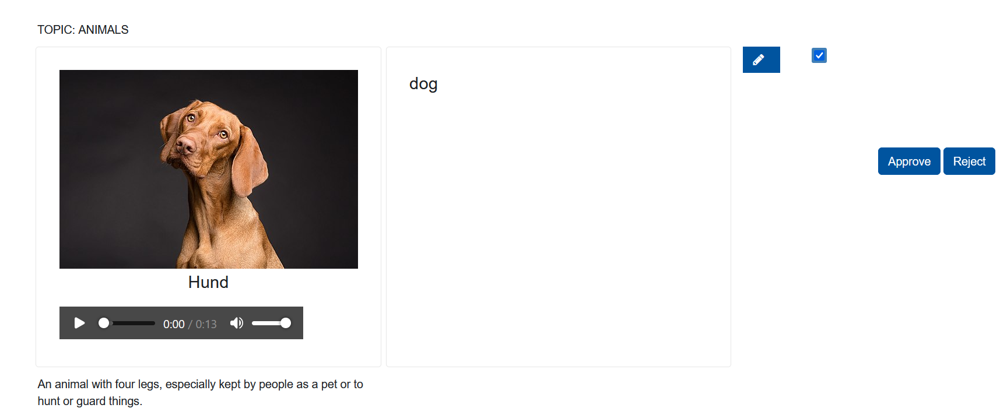 TOPIC: ANIMALS
dog
Approve
Reject
Hund
0:00 / 0:13
An animal with four legs, especially kept by people as a pet or to
hunt or guard things.